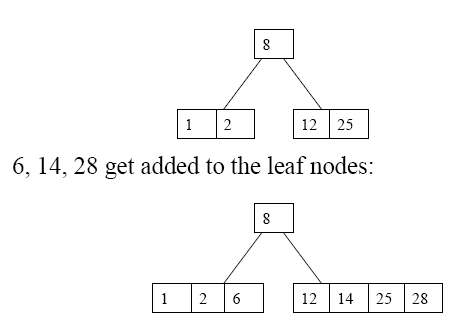 8
1 2 12 25
6, 14, 28 get added to the leaf nodes:
8
1 2 6 12 14 25 28